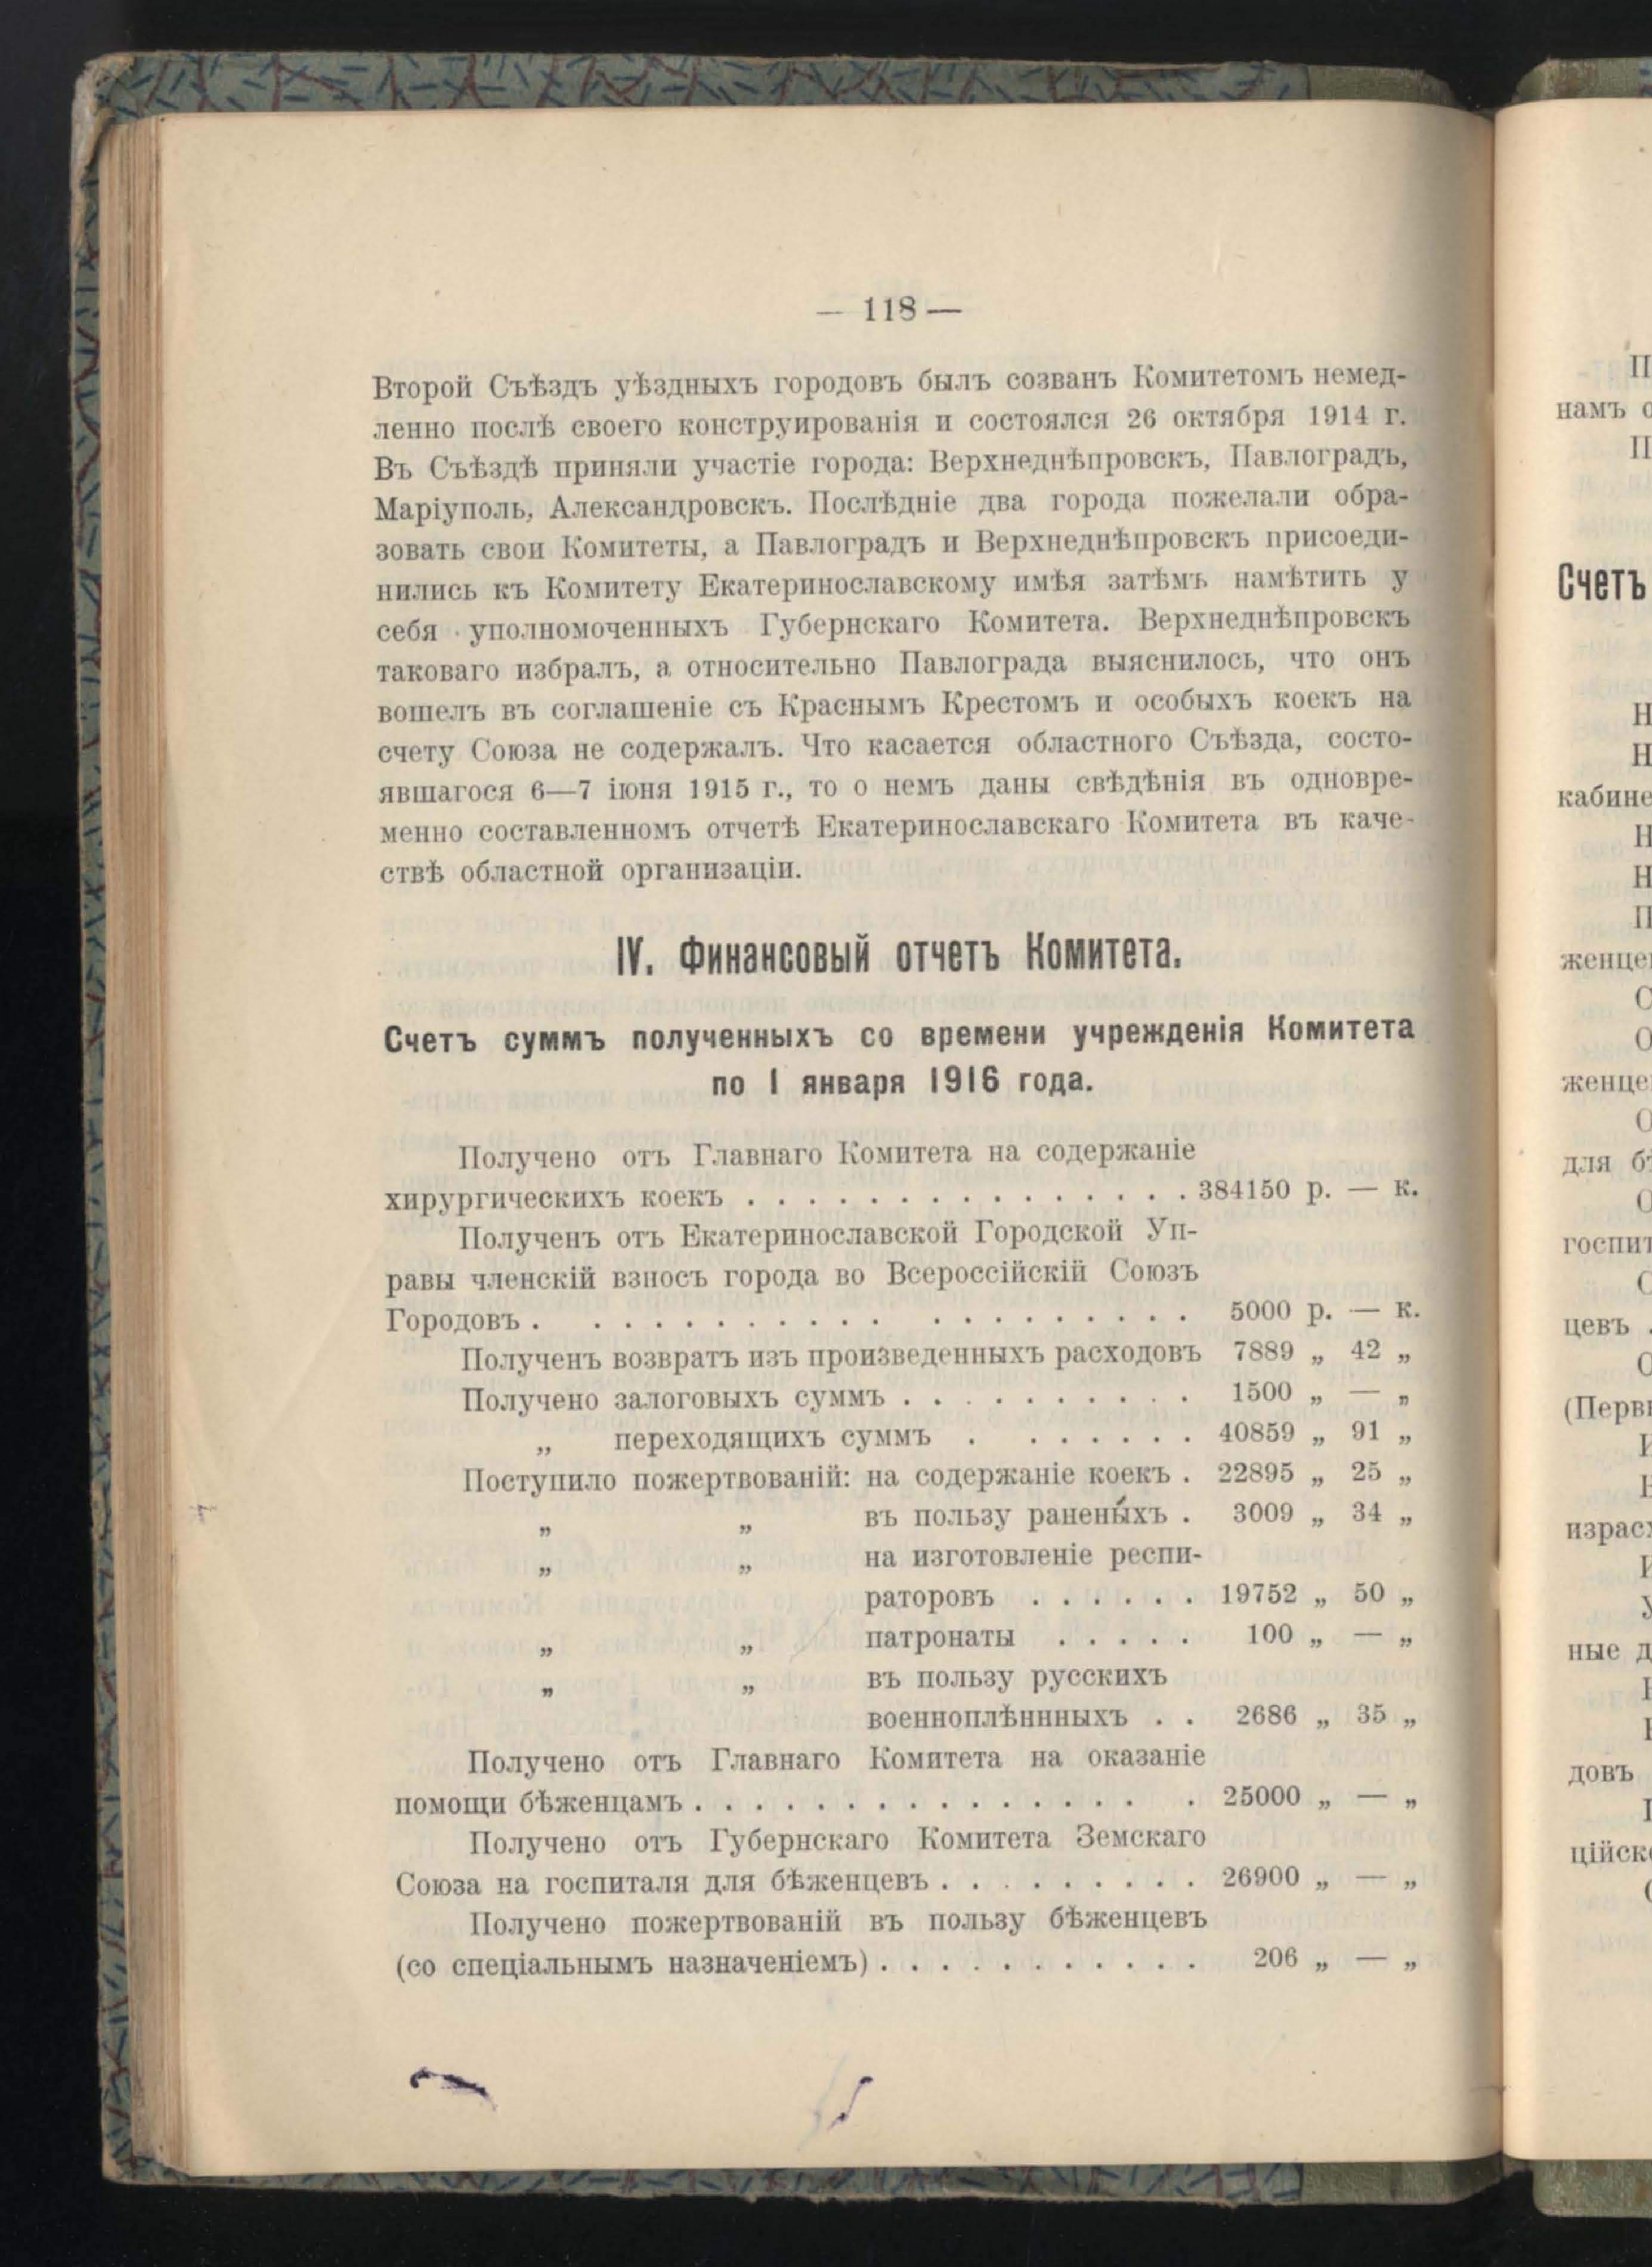 — 118 —
Второй Съѣздъ уѣздныхъ городовъ былъ созванъ Комитетомъ немед-
ленно послѣ своего конструированія и состоялся 26 октября 1914 г.
Въ Съѣздѣ приняли участіе города: Верхнеднѣпровскъ, Павлоградъ,
Маріуполь, Александровскъ. Послѣдніе два города пожелали обра-
зовать свои Комитеты, а Павлоградъ и Верхнеднѣпровскъ присоеди-
нились къ Комитету Екатеринославскому имѣя затѣмъ намѣтить у
себя уполномоченныхъ Губернскаго Комитета. Верхнеднѣпровскъ
таковаго избралъ, а относительно Павлограда выяснилось, что онъ
вошелъ въ соглашеніе съ Краснымъ Крестомъ и особыхъ коекъ на
счету Союза не содержалъ. Что касается областного Съѣзда, состо-
явшагося 6—7 іюня 1915 г., то о немъ даны свѣдѣнія въ одновре-
менно составленномъ отчетѣ Екатеринославскаго Комитета въ каче-
ствѣ областной организаціи.
IV. Финансовый отчетъ Комитета.
Счетъ суммъ полученныхъ со времени учрежденія Комитета
по 1 января 1916 года.
Получено отъ Главнаго Комитета на содержаніе
хирургическихъ коекъ . . . . . . . . . . . . . . . 384150 р. — к.
Полученъ отъ Екатеринославской Городской Уп-
равы членскій взносъ города во Всероссійскій Союзъ
Городовъ . . . . . . . . . . . . . . . . . . . . 5000 р. — к.
Полученъ возвратъ изъ произведенныхъ расходовъ 7889 „ 42 „
Получено залоговыхъ суммъ . . . . . . . . . . 1500 „ — „
„ переходящихъ суммъ . . . . . . . 40859 „ 91 „
Поступило пожертвованій: на содержаніе коекъ . 22895 „ 25 „
„ „ въ пользу раненыхъ . 3009 „ 34 „
„ „ на изготовленіе респи-
раторовъ . . . . . . 19752 „ 50 „
„ „ патронаты . . . . . 100 „ — „
„ „ въ пользу русскихъ
военноплѣнннныхъ . . 2686 „ 35 „
Получено отъ Главнаго Комитета на оказаніе
помощи бѣженцамъ . . . . . . . . . . . . . . . . 25000 „ — „
Получено отъ Губернскаго Комитета Земскаго
Союза на госпиталя для бѣженцевъ . . . . . . . . . 26900 „ — „
Получено пожертвованій въ пользу бѣженцевъ
(со спеціальнымъ назначеніемъ) . . . . . . . . . . . 206 „ — „
намъ
Счетъ
для
цевъ
ные
довъ